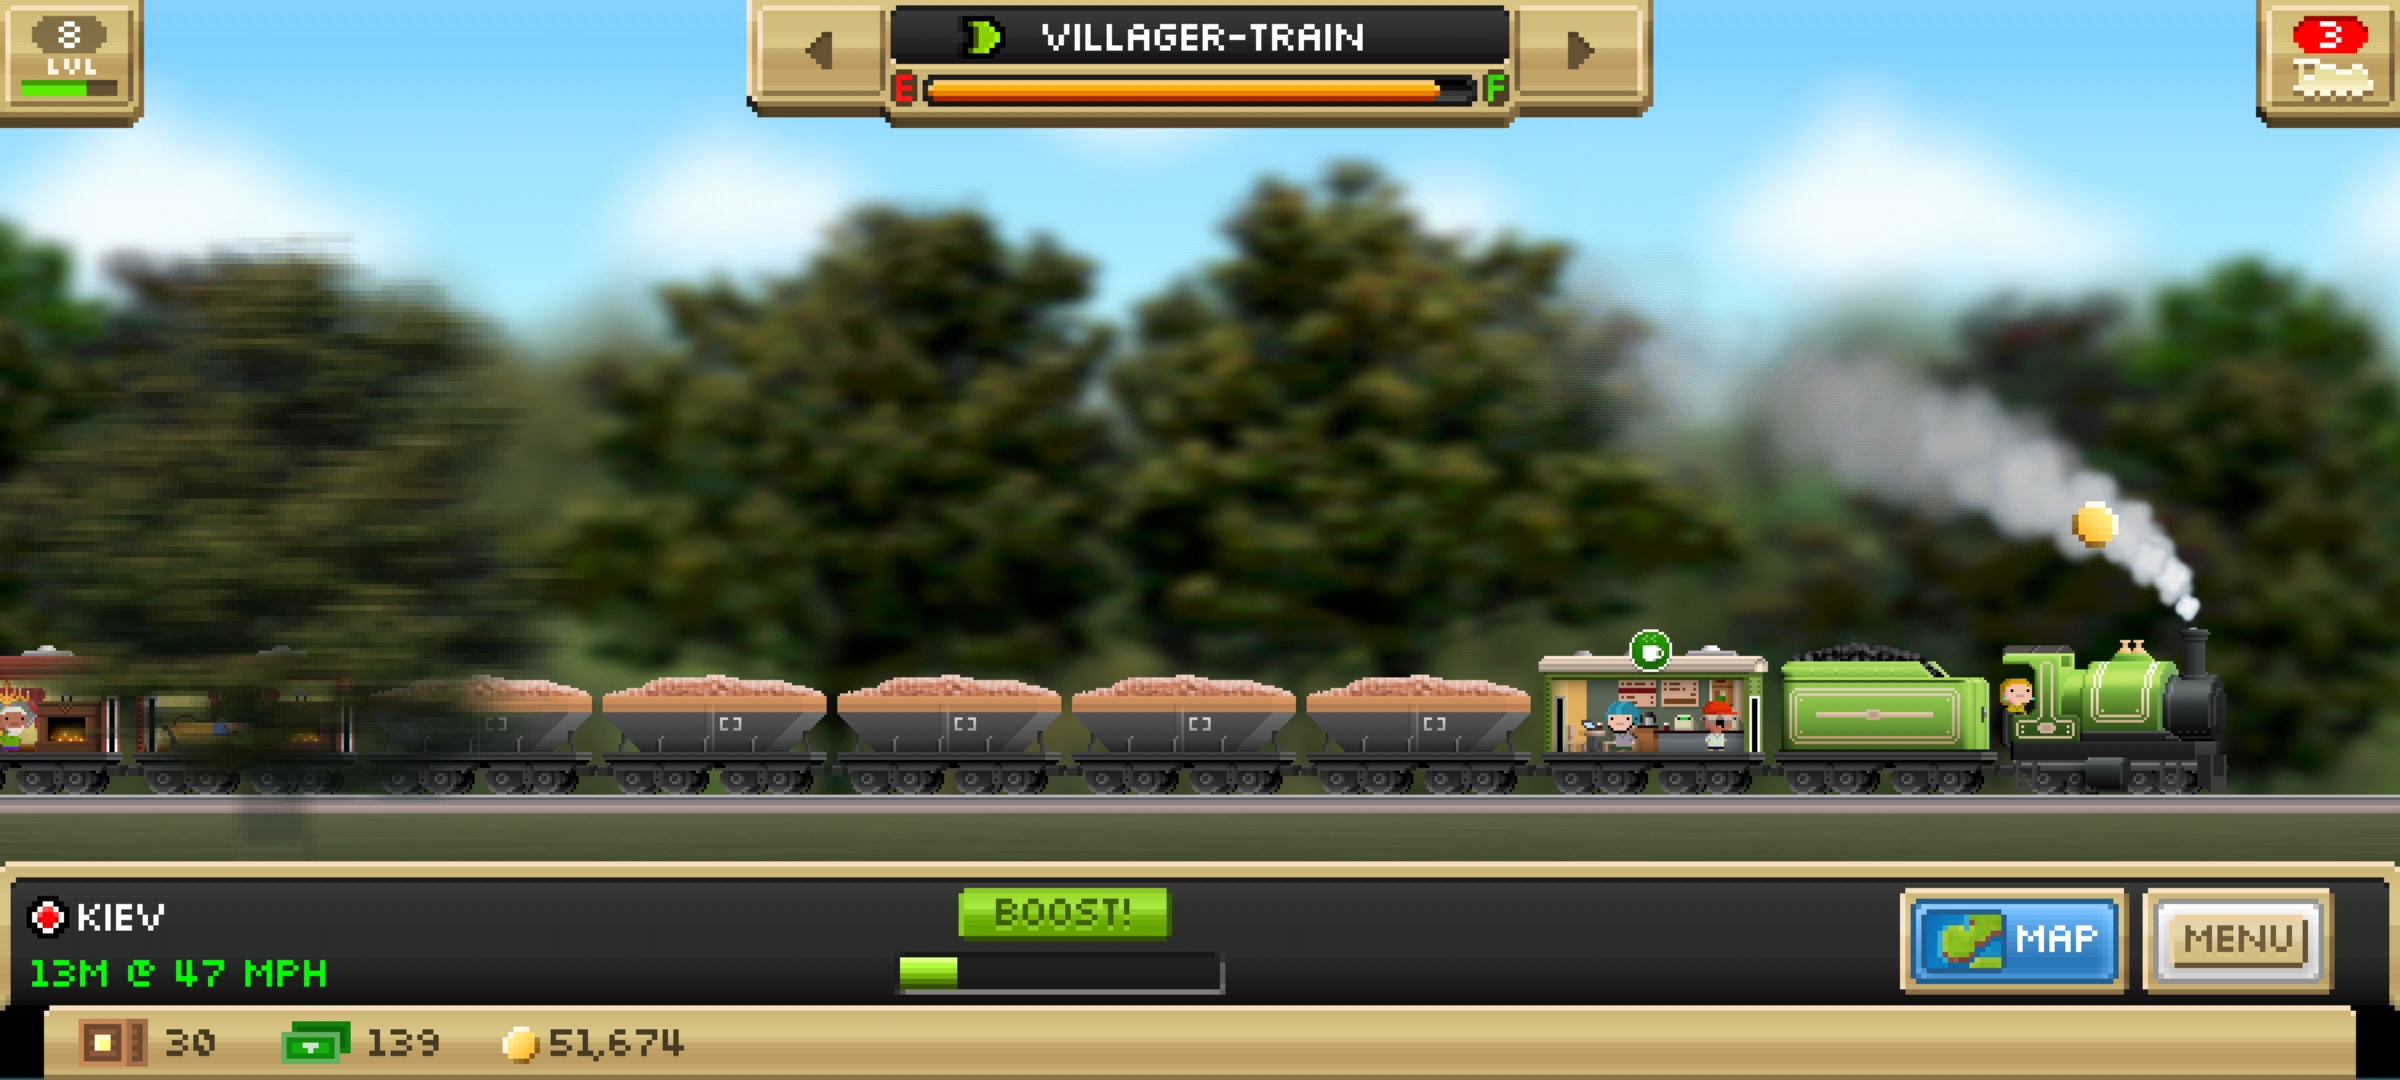 8
LVL
VILLAGER-TRAIN
E F
3
KIEV
13M @ 47 MPH
BOOST!
MAP
MENU
30
139
51,674